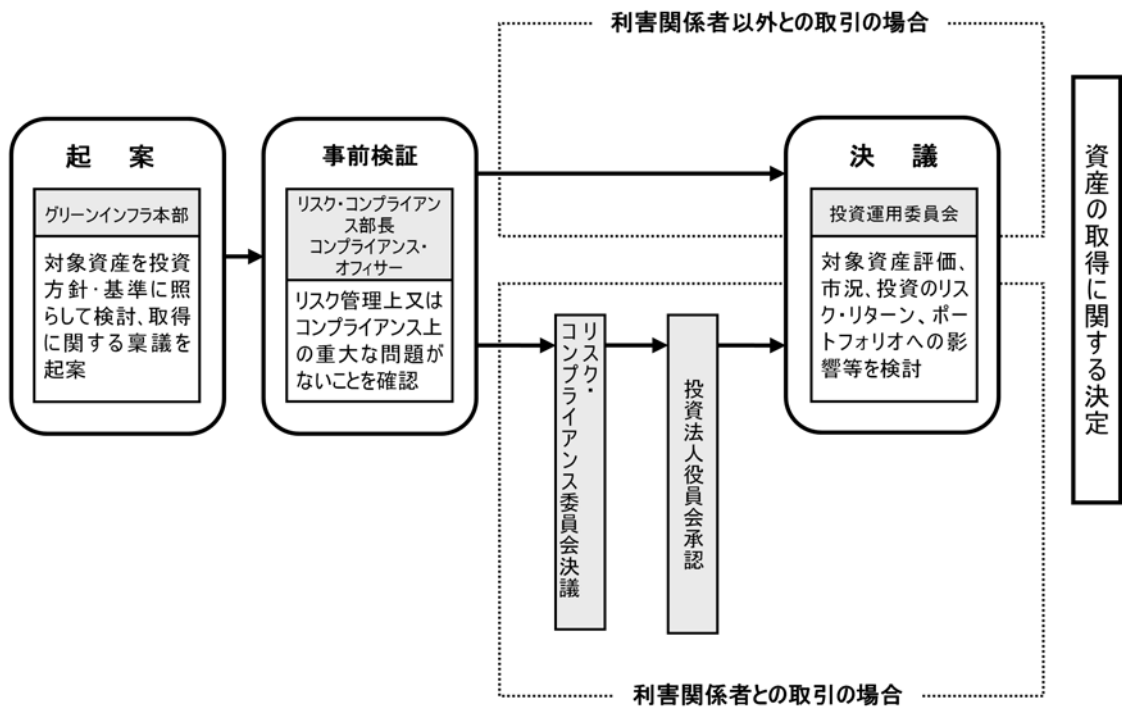 利害関係者以外との取引の場合
起 案
グリーンインフラ本部
対象資産を投資
方針・基準に照
らして検討、取得
に関する稟議を
起案
事前検証
リスク・コンプライアン
ス部長
コンプライアンス・
オフィサー
リスク管理上又は
コンプライアンス上
の重大な問題が
ないことを確認
リスク・
コンプライアンス委員会決議
投資法人役員会承認
決 議
投資運用委員会
対象資産評価、
市況、投資のリス
ク・リターン、ポー
トフォリオへの影
響等を検討
資産の取得に関する決定
利害関係者との取引の場合